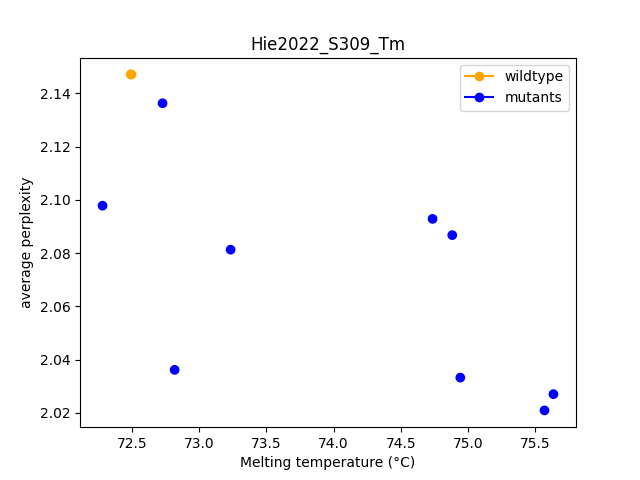 Hie2022_S309_Tm
wildtype
mutants
average perplexity
2.14
2.12
2.10
2.08
2.06
2.04
2.02
72.5 73.0 73.5 74.0 74.5 75.0 75.5
Melting temperature (°C)